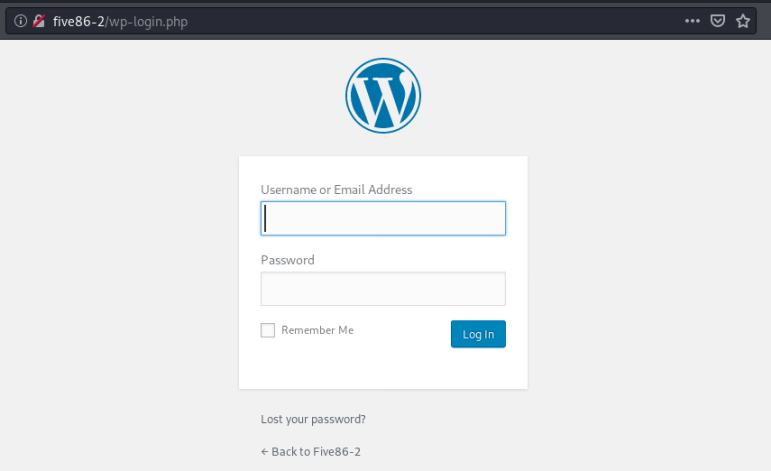 five86-2/wp-login.php
Username or Email Address
Password
Remember Me
Log In
Lost your password?
← Back to Five86-2